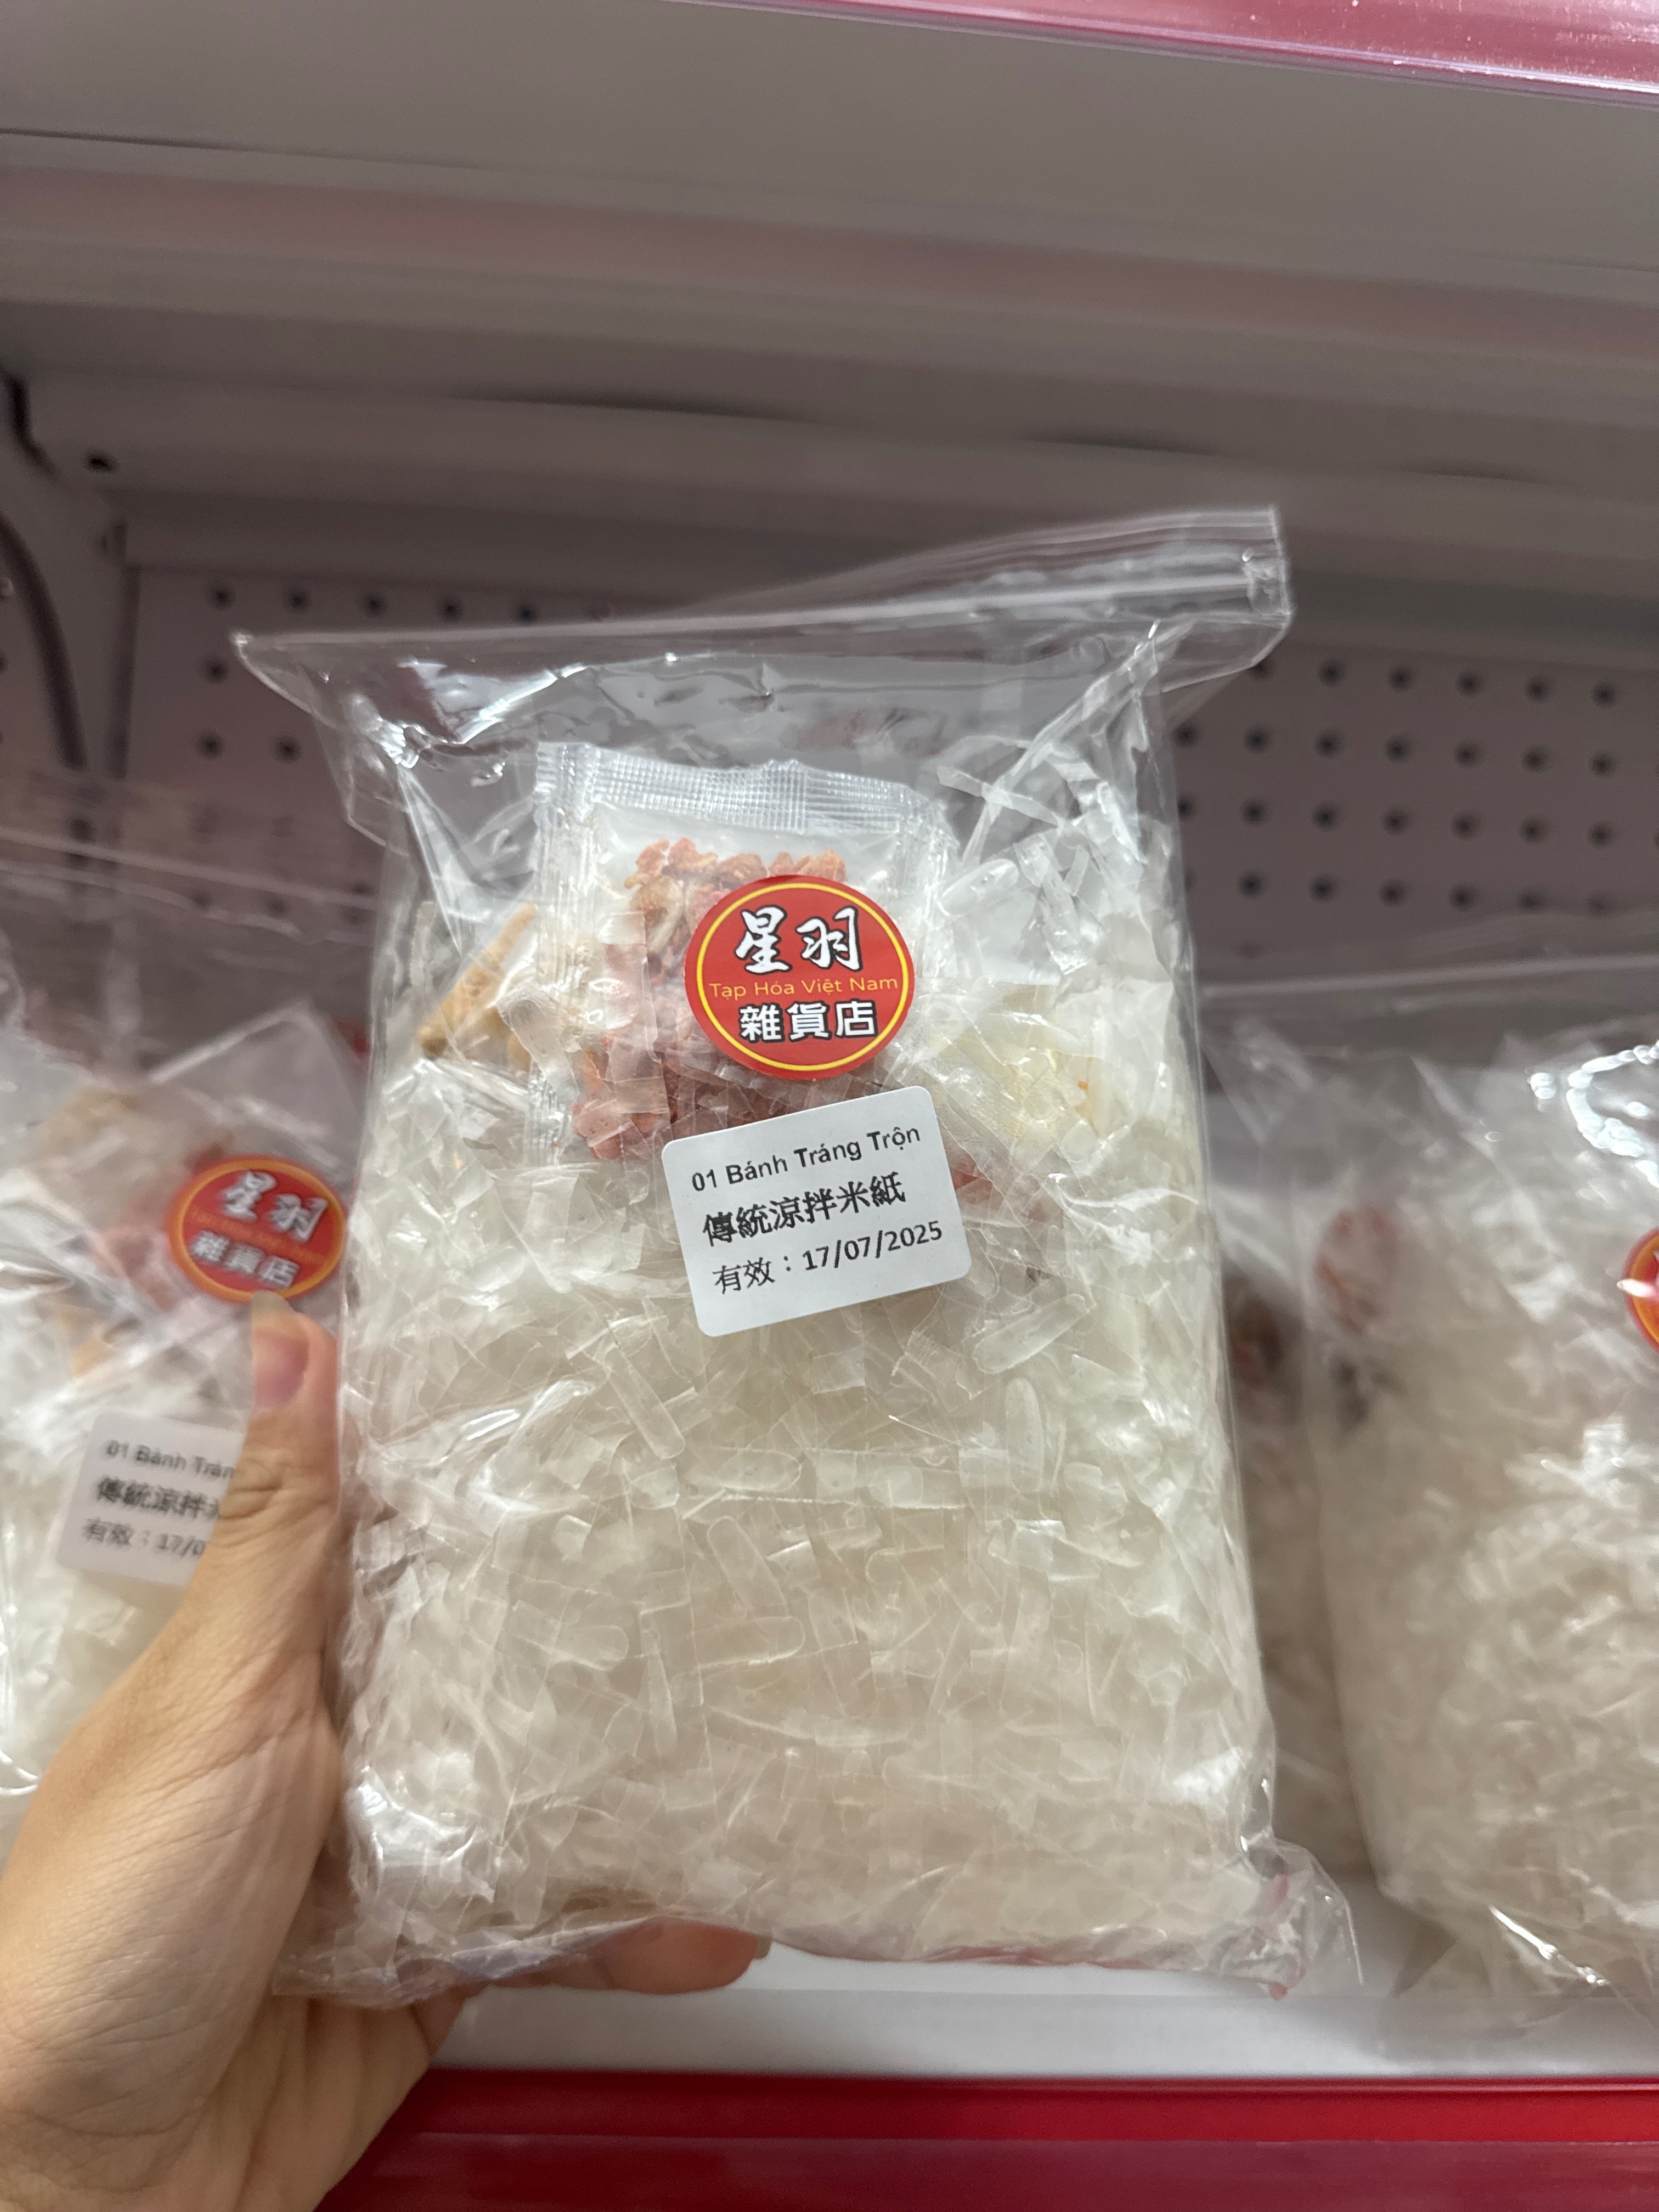 星羽
Tạp Hóa Việt Nam
雜貨店
01 Bánh Tráng Trộn
傳統涼拌米紙
有效：17/07/2025
星羽
雜貨店
01 Bánh Trán
傳統涼拌
有效：17/0